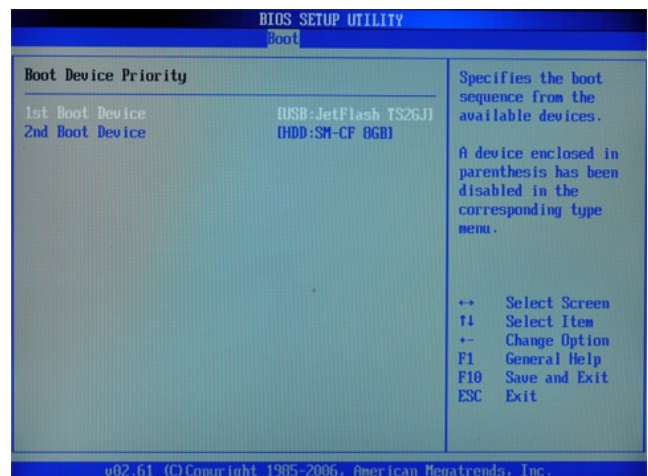 BIOS SETUP UTILITY
Boot
Boot Device Priority
1st Boot Device [USB:JetFlash TS2GJ]
2nd Boot Device [HDD:SM-CF 8GB]
Specifies the boot
sequence from the
available devices.
A device enclosed in
parenthesis has been
disabled in the
corresponding type
menu.
↔ Select Screen
↑↓ Select Item
+- Change Option
F1 General Help
F10 Save and Exit
ESC Exit
v02.61 (C)Copyright 1985-2006, American Megatrends, Inc.